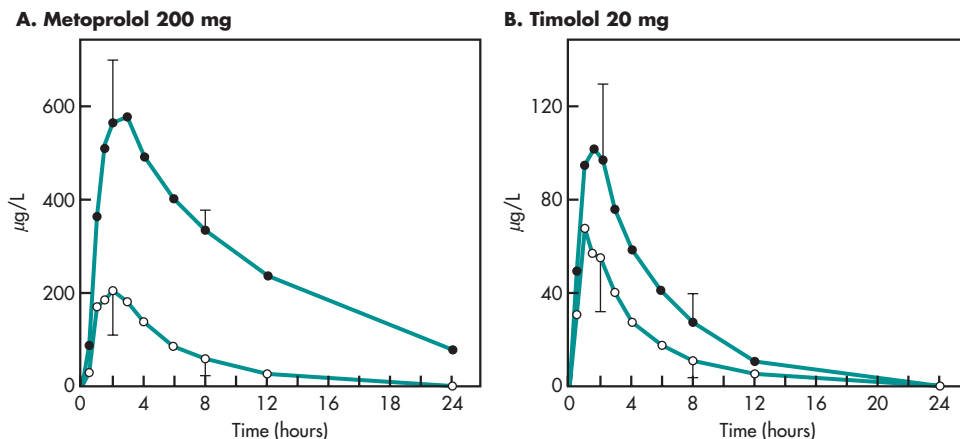 A. Metoprolol 200 mg
600
400
200
0
µg/L
0 4 8 12 16 24
Time (hours)
B. Timolol 20 mg
120
80
40
0
µg/L
0 4 8 12 16 20 24
Time (hours)